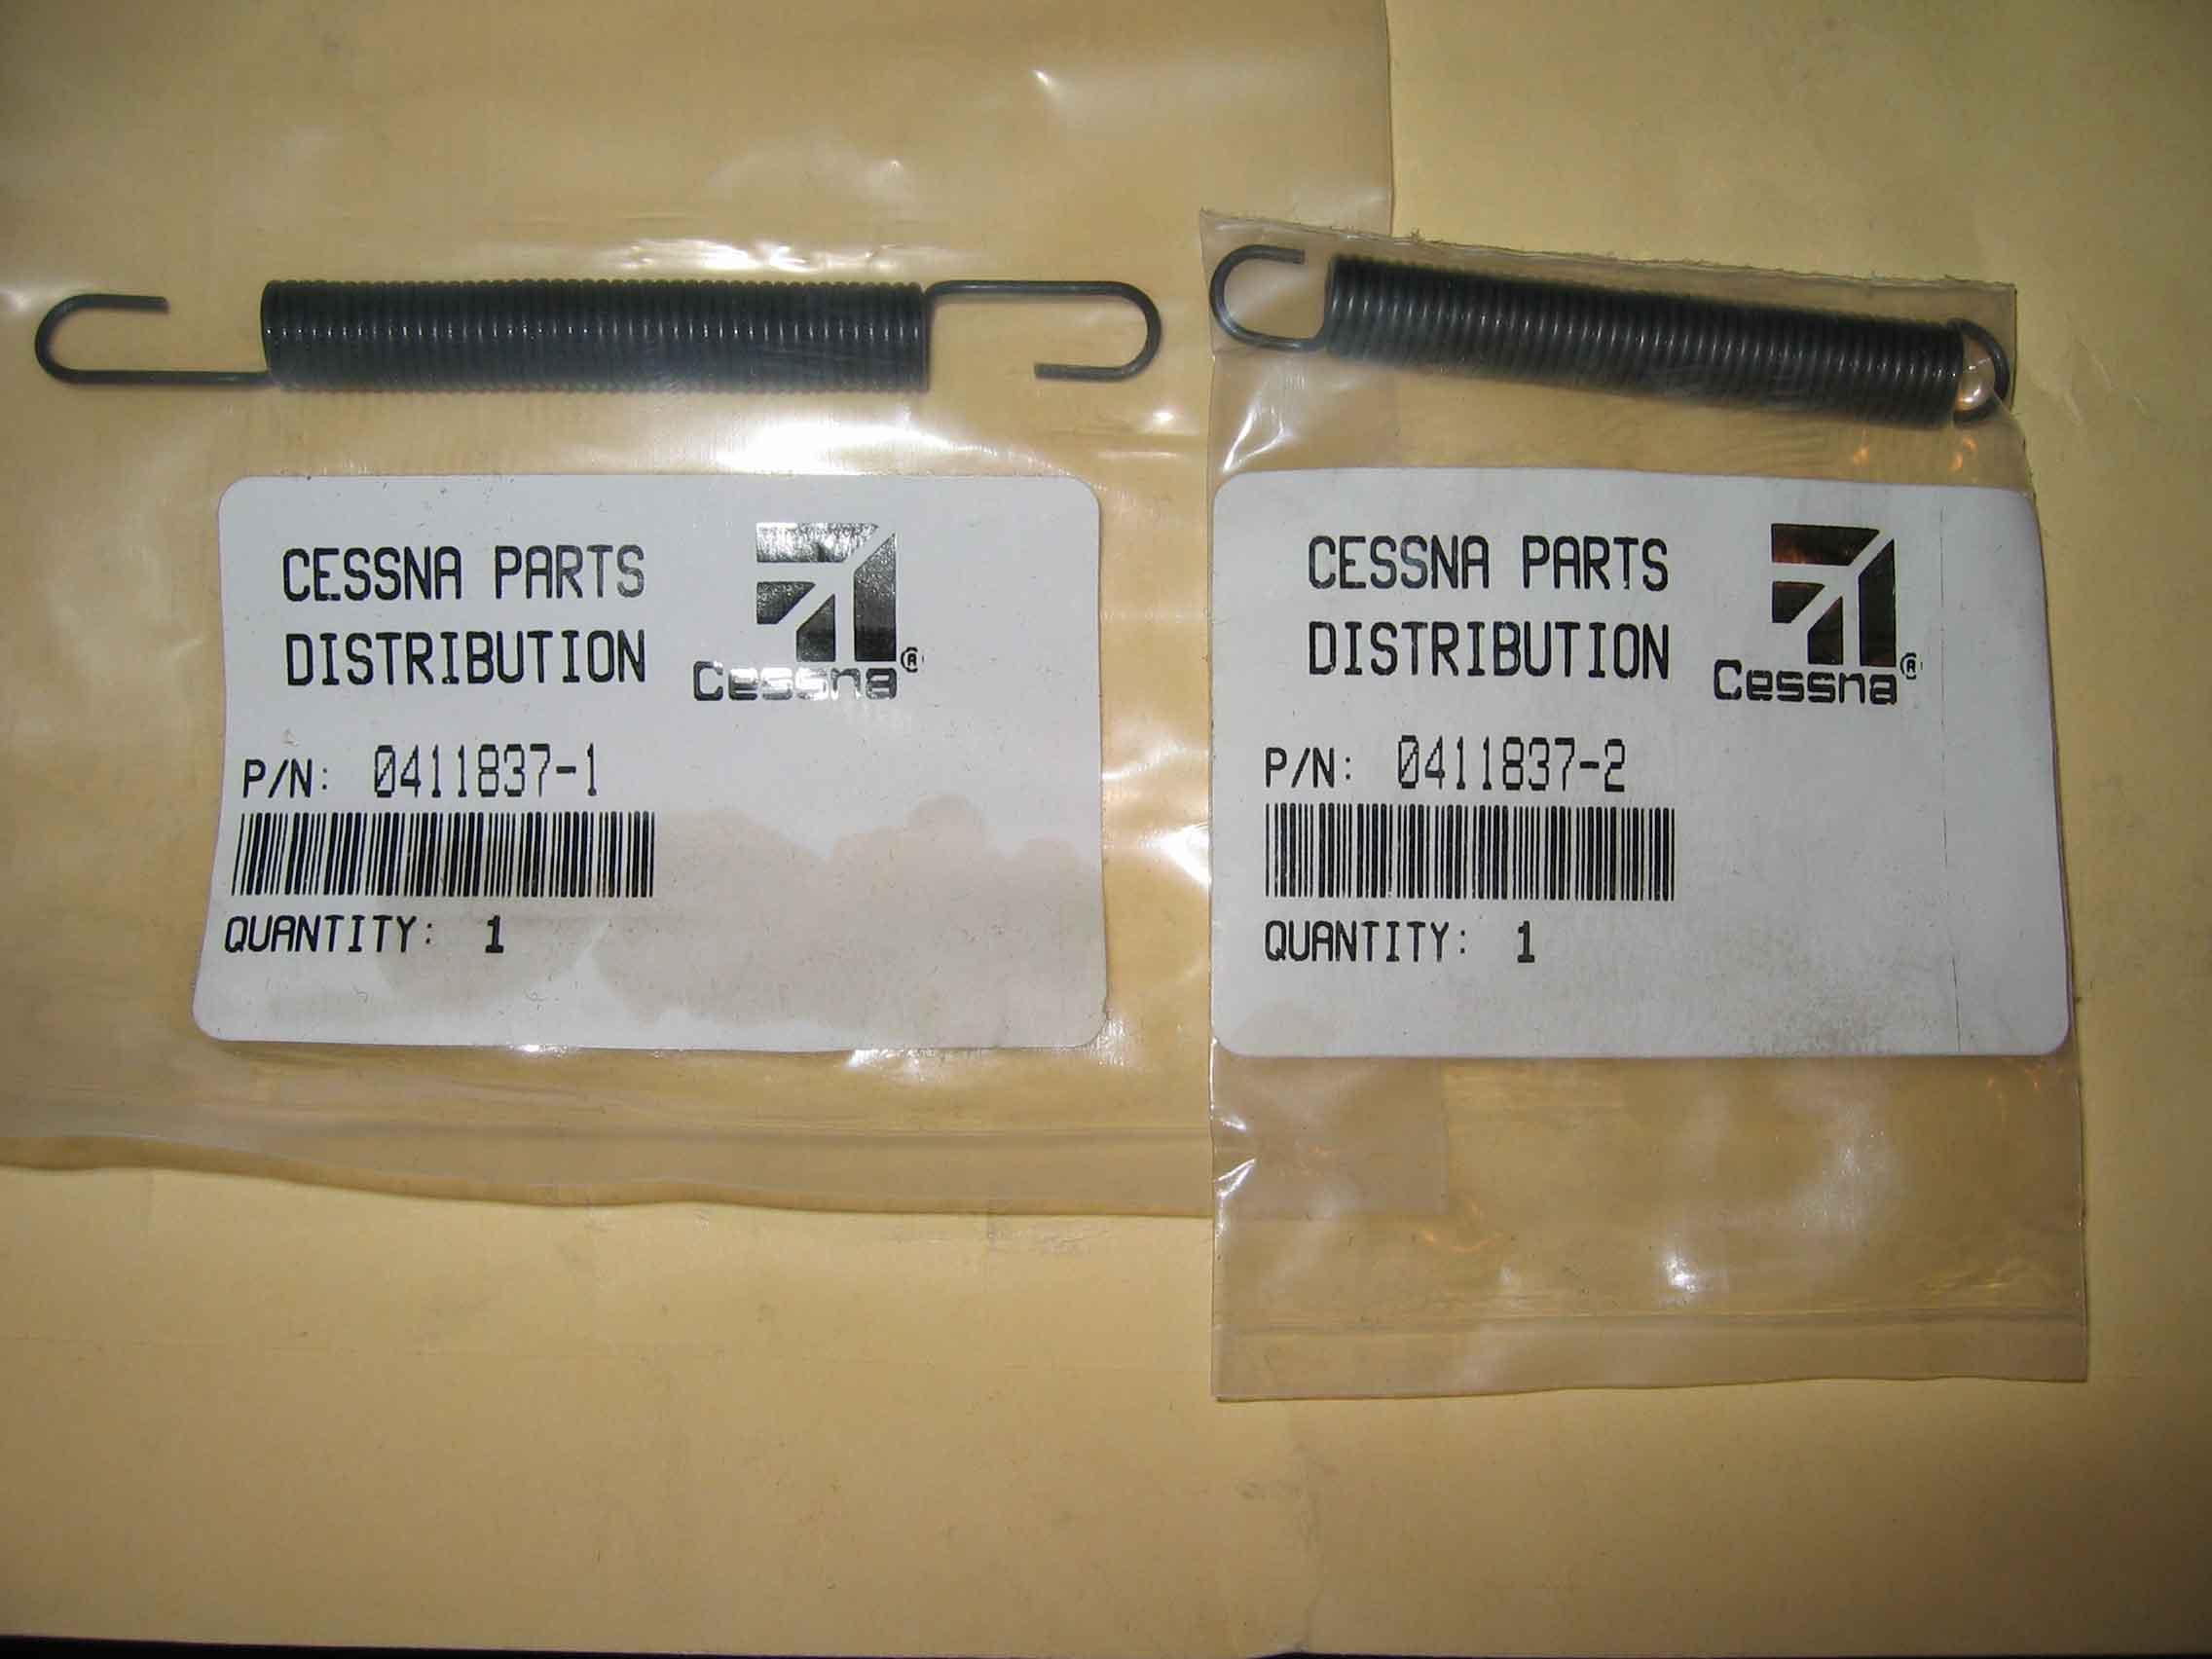 CESSNA PARTS
DISTRIBUTION
Cessna®
P/N: 0411837-1
QUANTITY: 1
CESSNA PARTS
DISTRIBUTION
Cessna®
P/N: 0411837-2
QUANTITY: 1